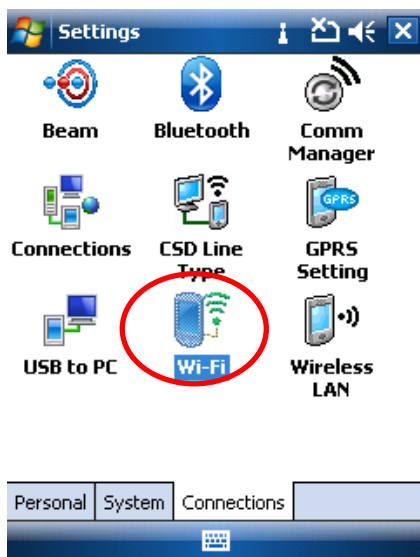 Settings
Beam Bluetooth Comm Manager
Connections CSD Line Type GPRS Setting
GPRS
USB to PC Wi-Fi Wireless LAN
Personal System Connections